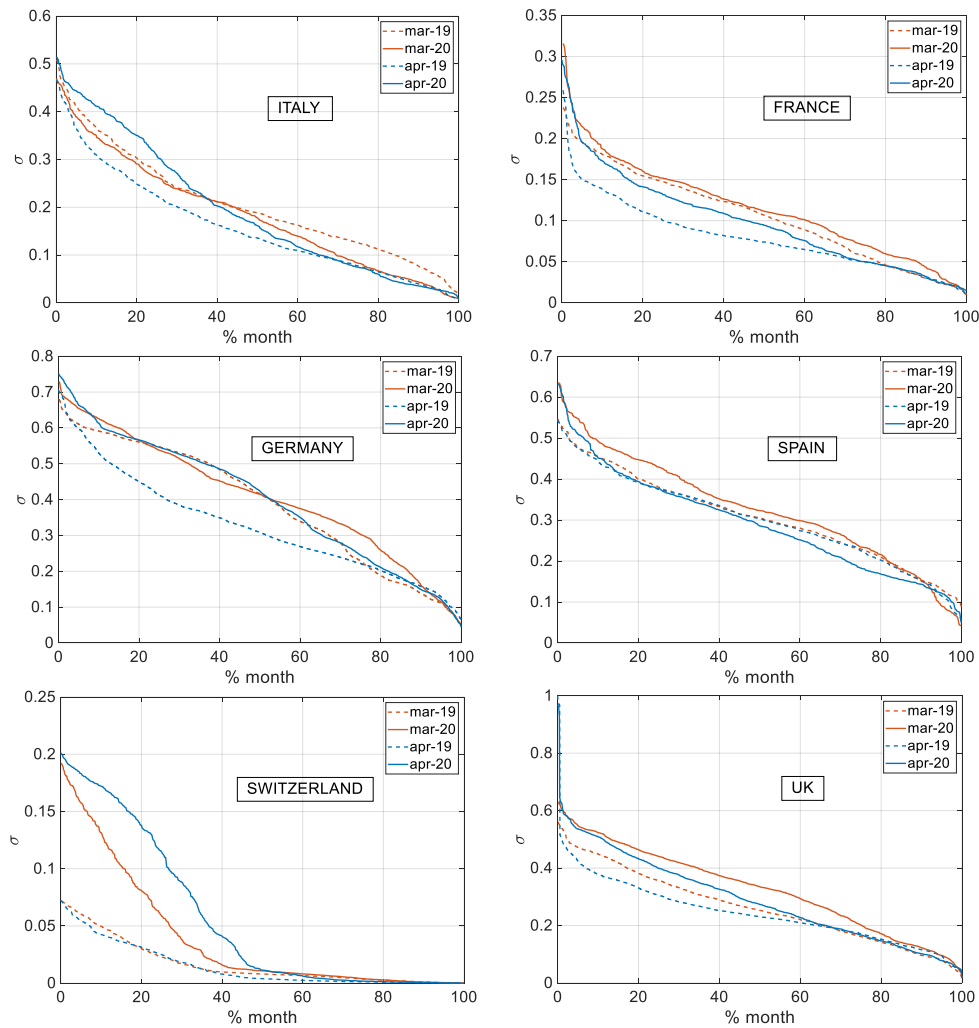 0.6
0.5
0.4
0.3
0.2
0.1
0
σ
ITALY
mar-19
mar-20
apr-19
apr-20
0 20 40 60 80 100
% month
0.35
0.3
0.25
0.2
0.15
0.1
0.05
0
σ
FRANCE
mar-19
mar-20
apr-19
apr-20
0 20 40 60 80 100
% month
0.8
0.7
0.6
0.5
0.4
0.3
0.2
0.1
0
σ
GERMANY
mar-19
mar-20
apr-19
apr-20
0 20 40 60 80 100
% month
0.7
0.6
0.5
0.4
0.3
0.2
0.1
0
σ
SPAIN
mar-19
mar-20
apr-19
apr-20
0 20 40 60 80 100
% month
0.25
0.2
0.15
0.1
0.05
0
σ
SWITZERLAND
mar-19
mar-20
apr-19
apr-20
0 20 40 60 80 100
% month
1
0.8
0.6
0.4
0.2
0
σ
UK
mar-19
mar-20
apr-19
apr-20
0 20 40 60 80 100
% month